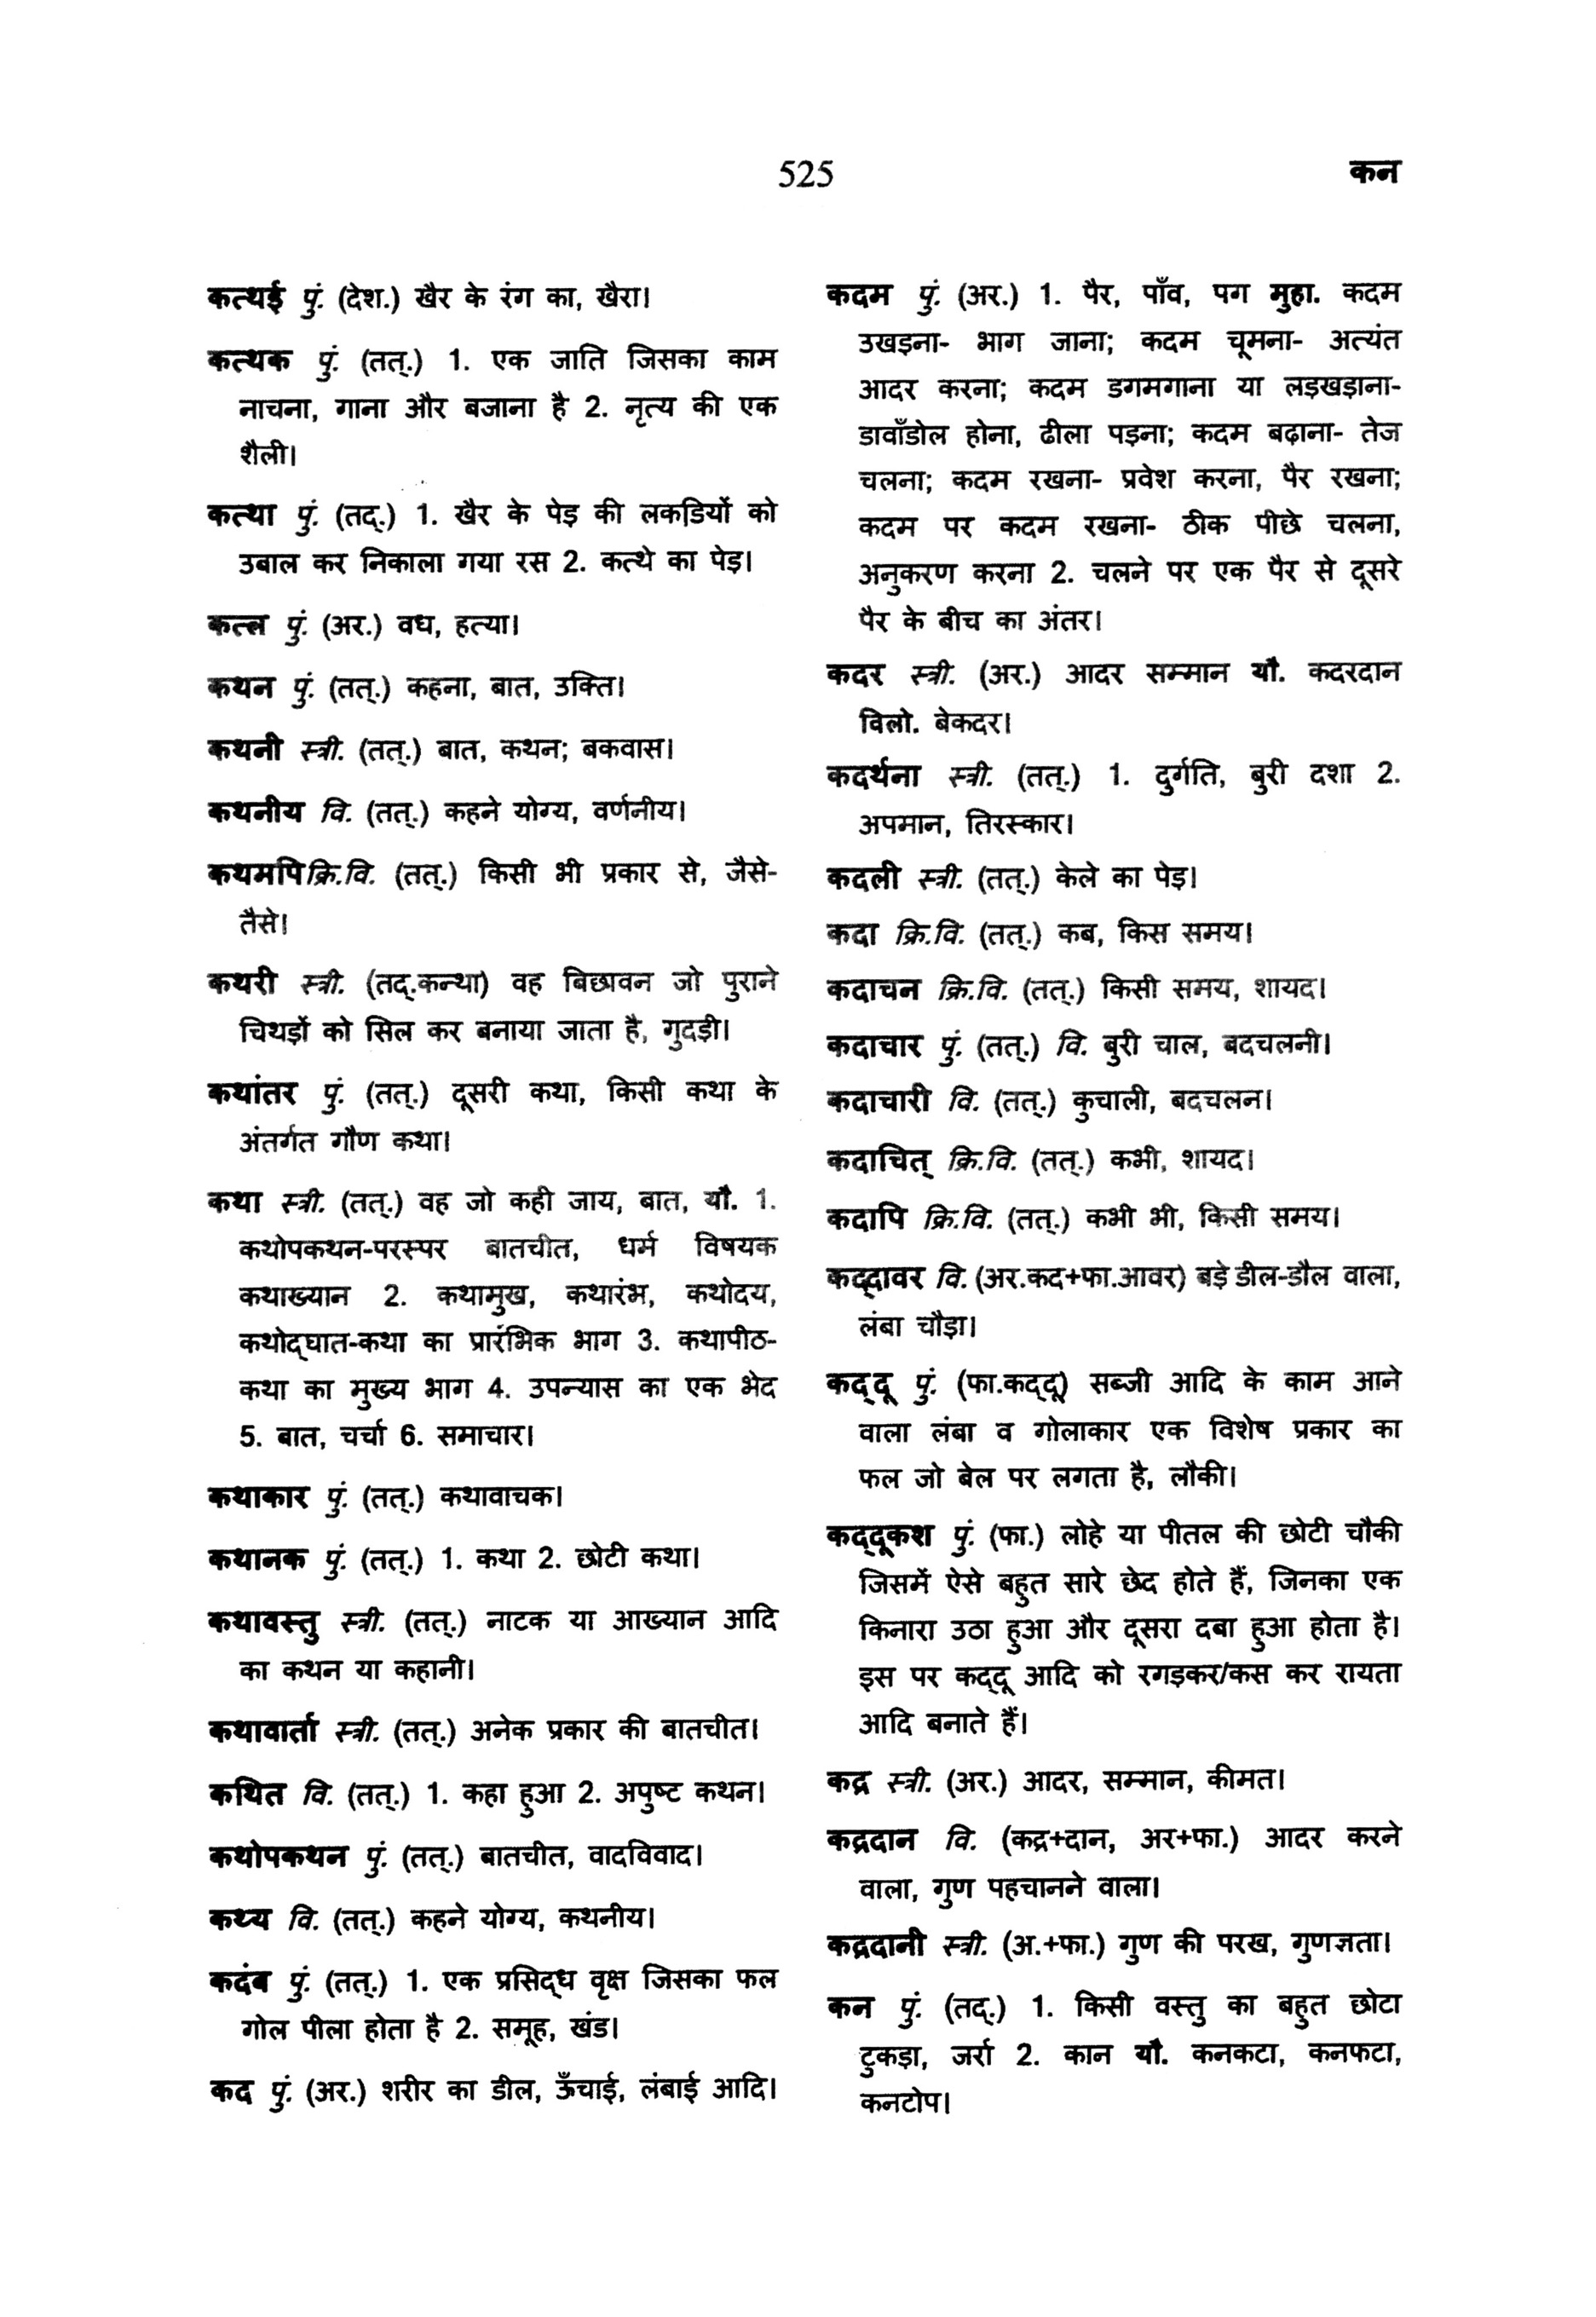 525
कन
कत्थई पुं. (देश.) खैर के रंग का, खैरा।
कत्थक पुं. (तत्.) 1. एक जाति जिसका काम
नाचना, गाना और बजाना है 2. नृत्य की एक
शैली।
कत्था पुं. (तद्.) 1. खैर के पेड़ की लकडि़यों को
उबाल कर निकाला गया रस 2. कत्थे का पेड़।
कत्ल पुं. (अर.) वध, हत्या।
कथन पुं. (तत्.) कहना, बात, उक्ति।
कथनी स्त्री. (तत्.) बात, कथन; बकवास।
कथनीय वि. (तत्.) कहने योग्य, वर्णनीय।
कथमपि क्रि.वि. (तत्.) किसी भी प्रकार से, जैसे-
तैसे।
कथरी स्त्री. (तद्.कन्था) वह बिछावन जो पुराने
चिथड़ों को सिल कर बनाया जाता है, गुदड़ी।
कथांतर पुं. (तत्.) दूसरी कथा, किसी कथा के
अंतर्गत गौण कथा।
कथा स्त्री. (तत्.) वह जो कही जाय, बात, यौ. 1.
कथोपकथन-परस्पर बातचीत, धर्म विषयक
कथाख्यान 2. कथामुख, कथारंभ, कथोदय,
कथोद्घात-कथा का प्रारंभिक भाग 3. कथापीठ-
कथा का मुख्य भाग 4. उपन्यास का एक भेद
5. बात, चर्चा 6. समाचार।
कथाकार पुं. (तत्.) कथावाचक।
कथानक पुं. (तत्.) 1. कथा 2. छोटी कथा।
कथावस्तु स्त्री. (तत्.) नाटक या आख्यान आदि
का कथन या कहानी।
कथावार्ता स्त्री. (तत्.) अनेक प्रकार की बातचीत।
कथित वि. (तत्.) 1. कहा हुआ 2. अपुष्ट कथन।
कथोपकथन पुं. (तत्.) बातचीत, वादविवाद।
कथ्य वि. (तत्.) कहने योग्य, कथनीय।
कदंब पुं. (तत्.) 1. एक प्रसिद्ध वृक्ष जिसका फल
गोल पीला होता है 2. समूह, खंड।
कद पुं. (अर.) शरीर का डील, ऊँचाई, लंबाई आदि।
कदम पुं. (अर.) 1. पैर, पाँव, पग मुहा. कदम
उखड़ना- भाग जाना; कदम चूमना- अत्यंत
आदर करना; कदम डगमगाना या लड़खड़ाना-
डावाँडोल होना, ढीला पड़ना; कदम बढ़ाना- तेज
चलना; कदम रखना- प्रवेश करना, पैर रखना;
कदम पर कदम रखना- ठीक पीछे चलना,
अनुकरण करना 2. चलने पर एक पैर से दूसरे
पैर के बीच का अंतर।
कदर स्त्री. (अर.) आदर सम्मान यौ. कदरदान
विलो. बेकदर।
कदर्थना स्त्री. (तत्.) 1. दुर्गति, बुरी दशा 2.
अपमान, तिरस्कार।
कदली स्त्री. (तत्.) केले का पेड़।
कदा क्रि.वि. (तत्.) कब, किस समय।
कदाचन क्रि.वि. (तत्.) किसी समय, शायद।
कदाचार पुं. (तत्.) वि. बुरी चाल, बदचलनी।
कदाचारी वि. (तत्.) कुचाली, बदचलन।
कदाचित् क्रि.वि. (तत्.) कभी, शायद।
कदापि क्रि.वि. (तत्.) कभी भी, किसी समय।
कद्दावर वि. (अर.कद+फा.आवर) बड़े डील-डौल वाला,
लंबा चौड़ा।
कद्दू पुं. (फा.कद्दू) सब्जी आदि के काम आने
वाला लंबा व गोलाकार एक विशेष प्रकार का
फल जो बेल पर लगता है, लौकी।
कद्दूकश पुं. (फा.) लोहे या पीतल की छोटी चौकी
जिसमें ऐसे बहुत सारे छेद होते हैं, जिनका एक
किनारा उठा हुआ और दूसरा दबा हुआ होता है।
इस पर कद्दू आदि को रगड़कर/कस कर रायता
आदि बनाते हैं।
कद्र स्त्री. (अर.) आदर, सम्मान, कीमत।
कद्रदान वि. (कद्र+दान, अर+फा.) आदर करने
वाला, गुण पहचानने वाला।
कद्रदानी स्त्री. (अ.+फा.) गुण की परख, गुणज्ञता।
कन पुं. (तद्.) 1. किसी वस्तु का बहुत छोटा
टुकड़ा, जर्रा 2. कान यौ. कनकटा, कनफटा,
कनटोप।